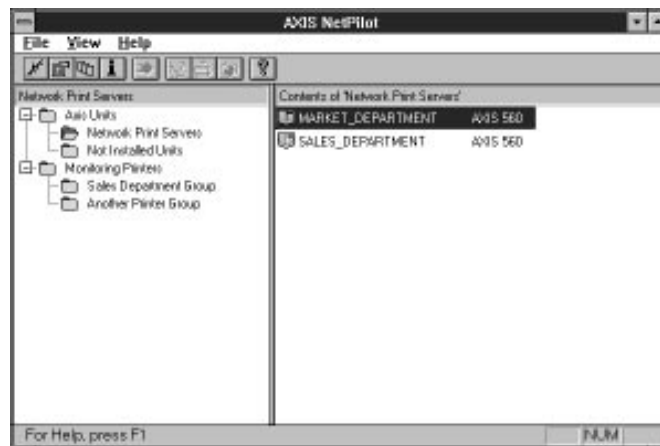 AXIS NetPilot
File View Help
Network Print Servers
Contents of 'Network Print Servers'
Axis Units
Network Print Servers
Not Installed Units
Monitoring Printers
Sales Department Group
Another Printer Group
MARKET_DEPARTMENT AXIS 560
SALES_DEPARTMENT AXIS 560
For Help, press F1
NUM